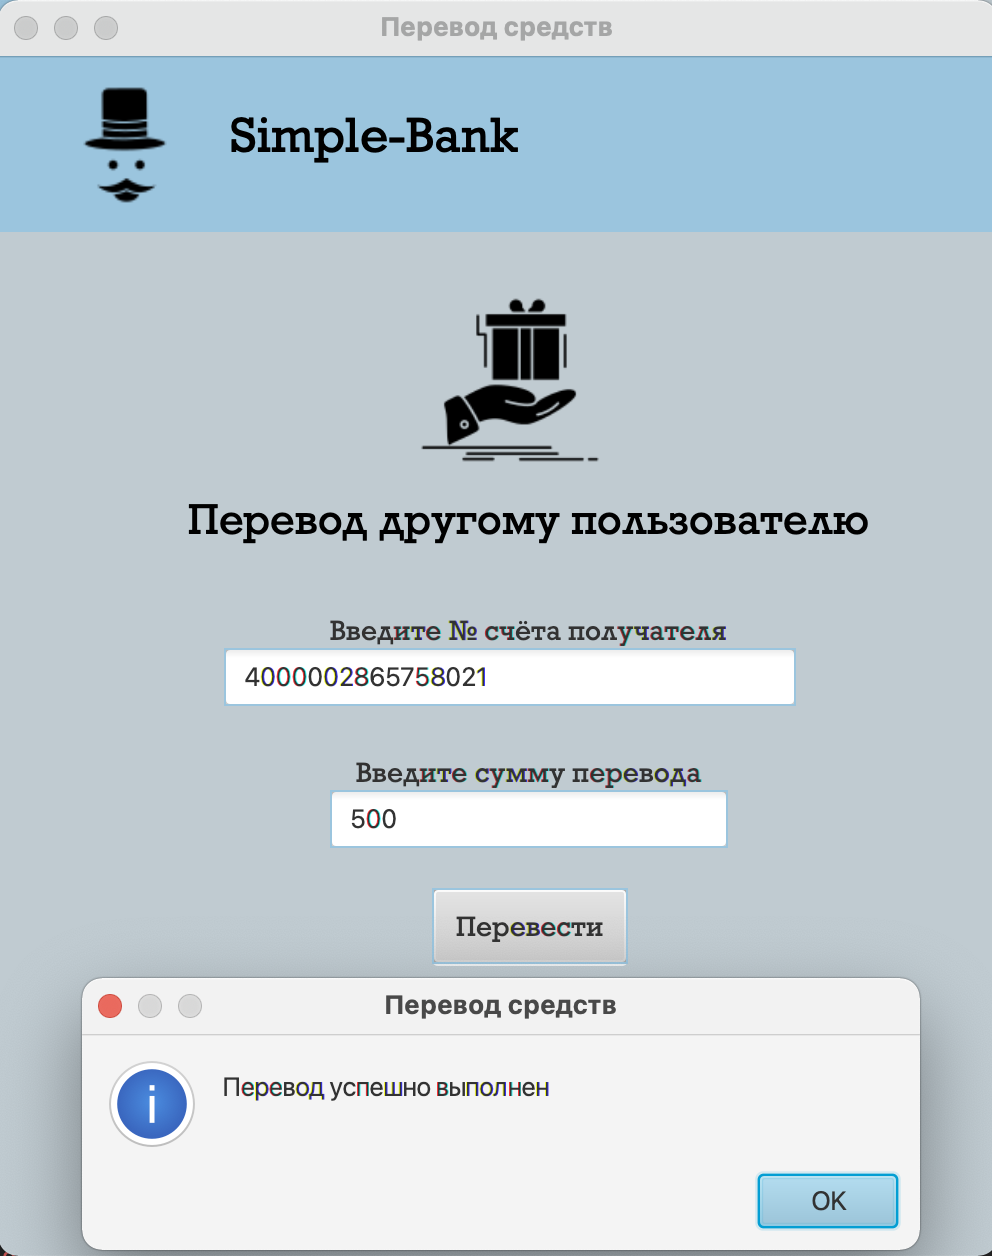 Перевод средств
Simple-Bank
Перевод другому пользователю
Введите № счёта получателя
4000002865758021
Введите сумму перевода
500
Перевести
Перевод средств
Перевод успешно выполнен
OK